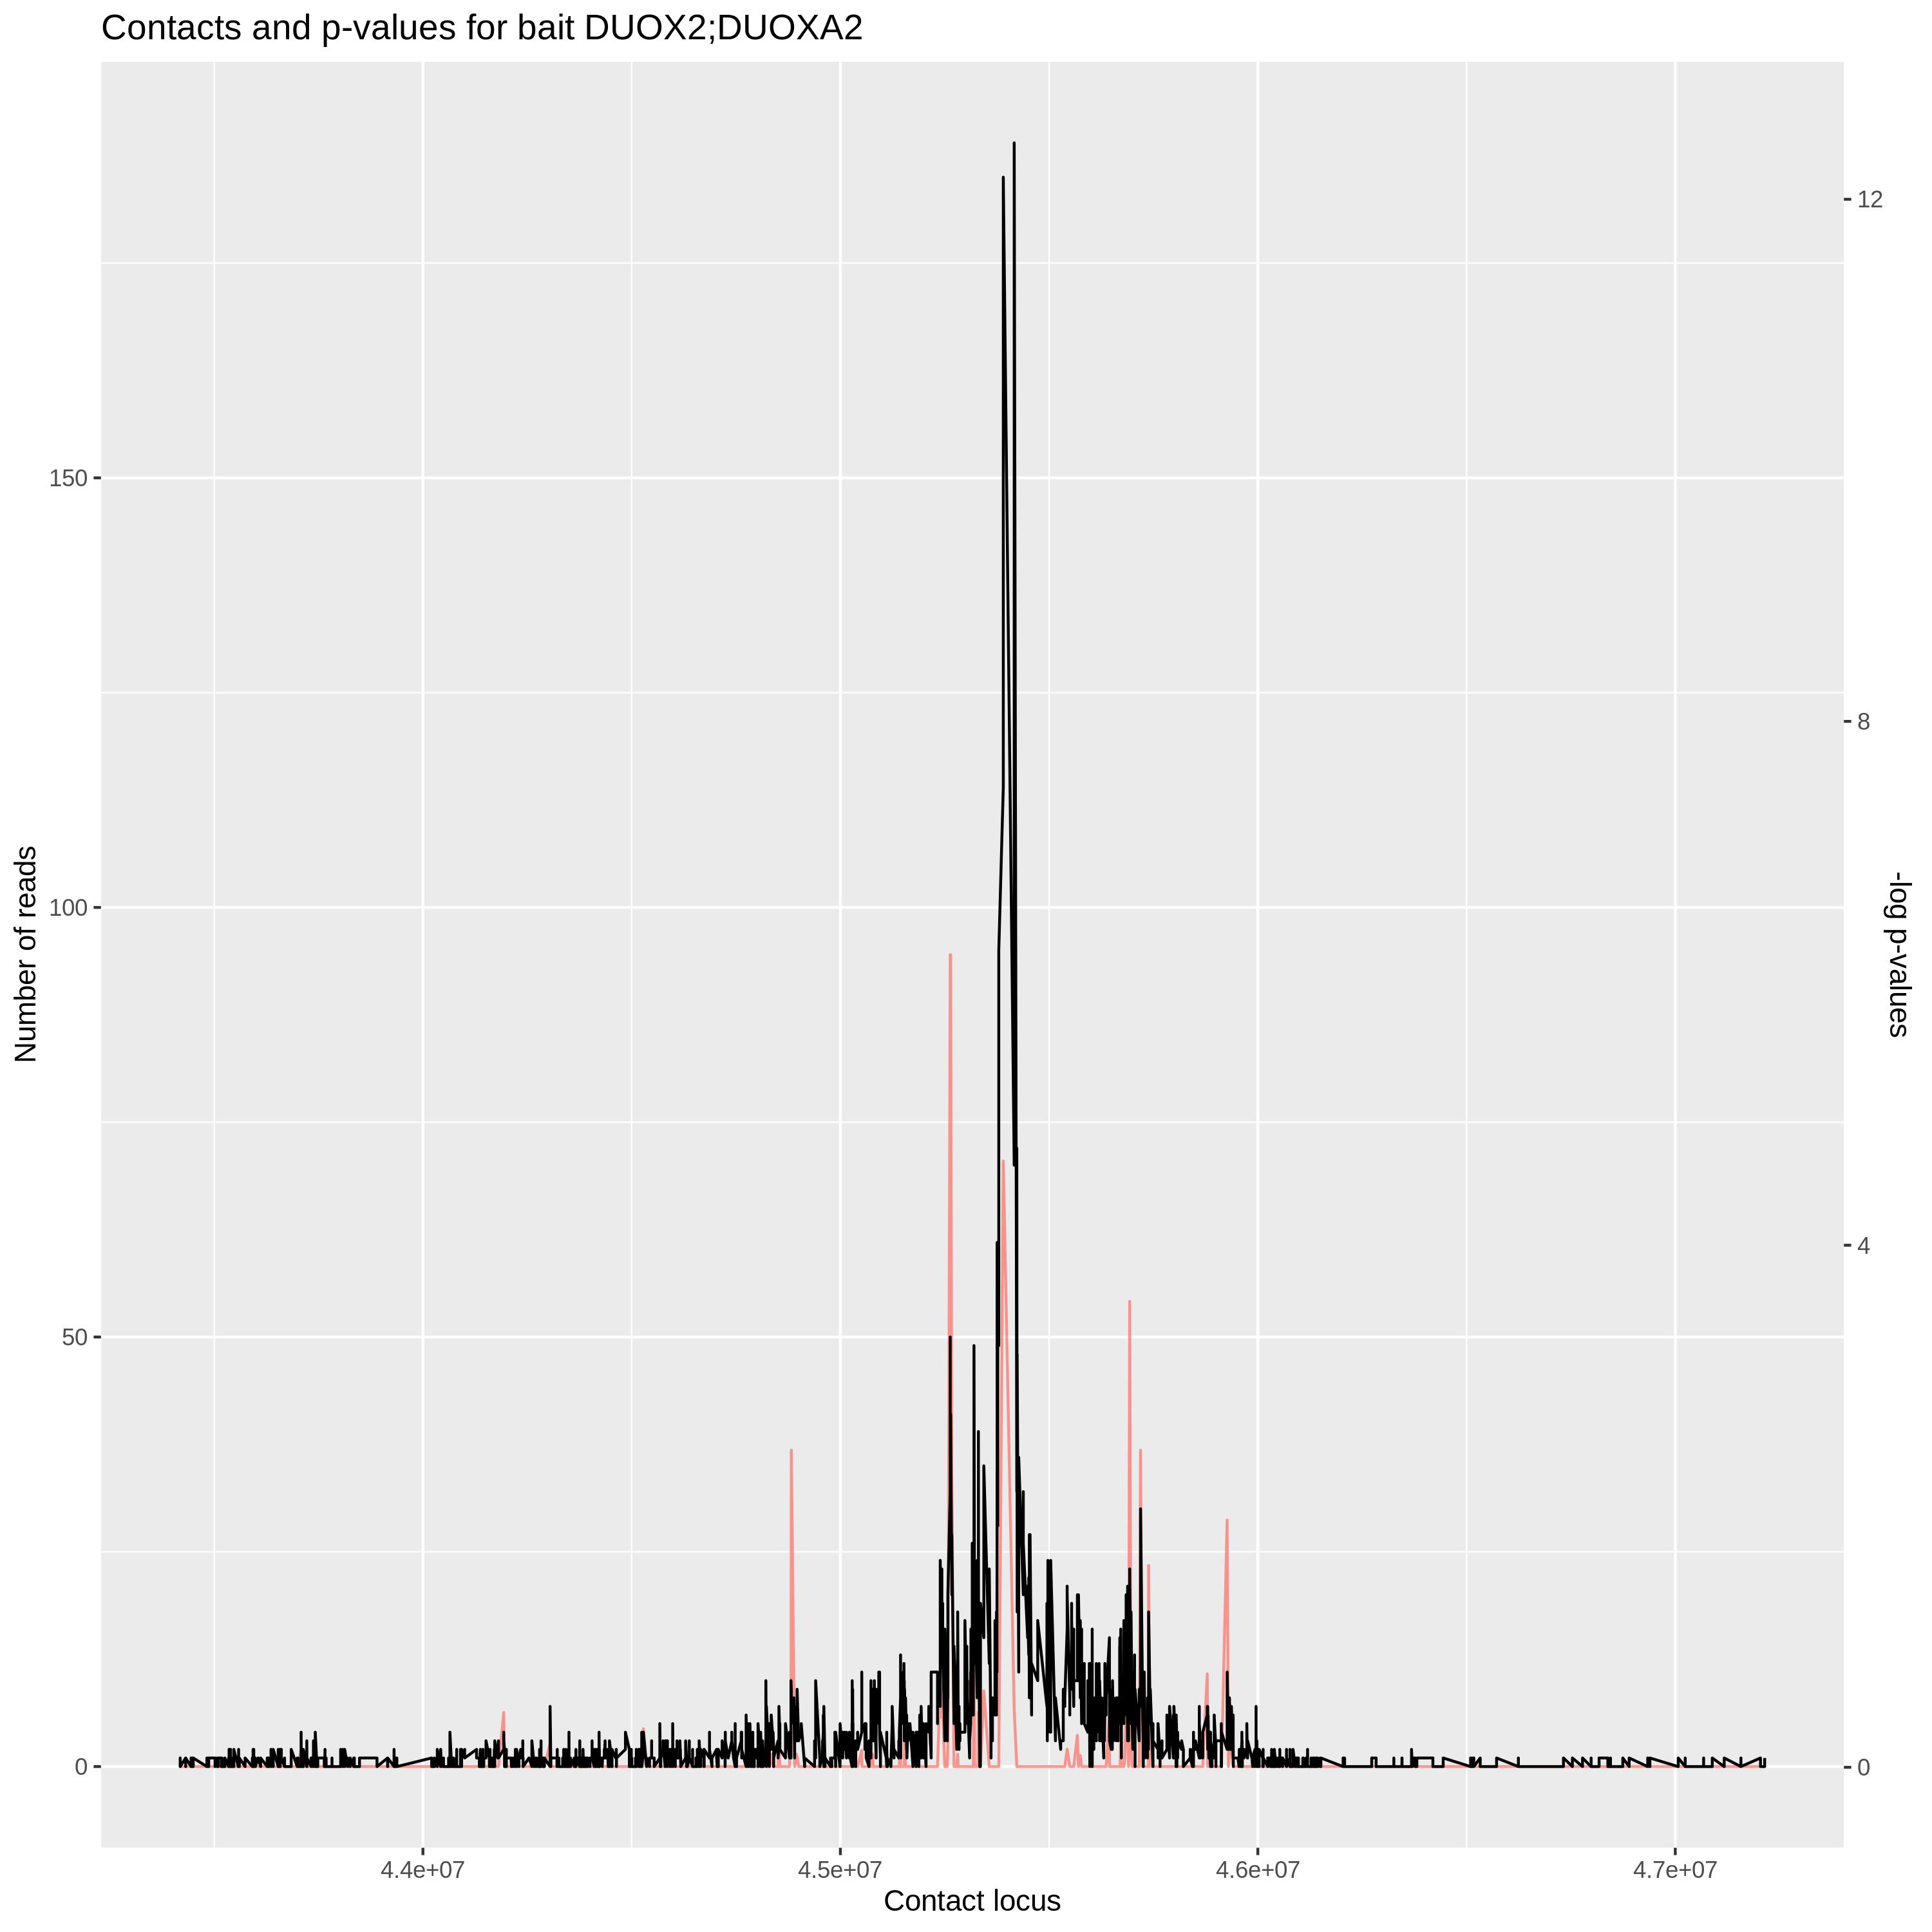 Contacts and p-values for bait DUOX2;DUOXA2
Number of reads
150
100
50
0
12
8
4
0
-log p-values
4.4e+07 4.5e+07 4.6e+07 4.7e+07
Contact locus